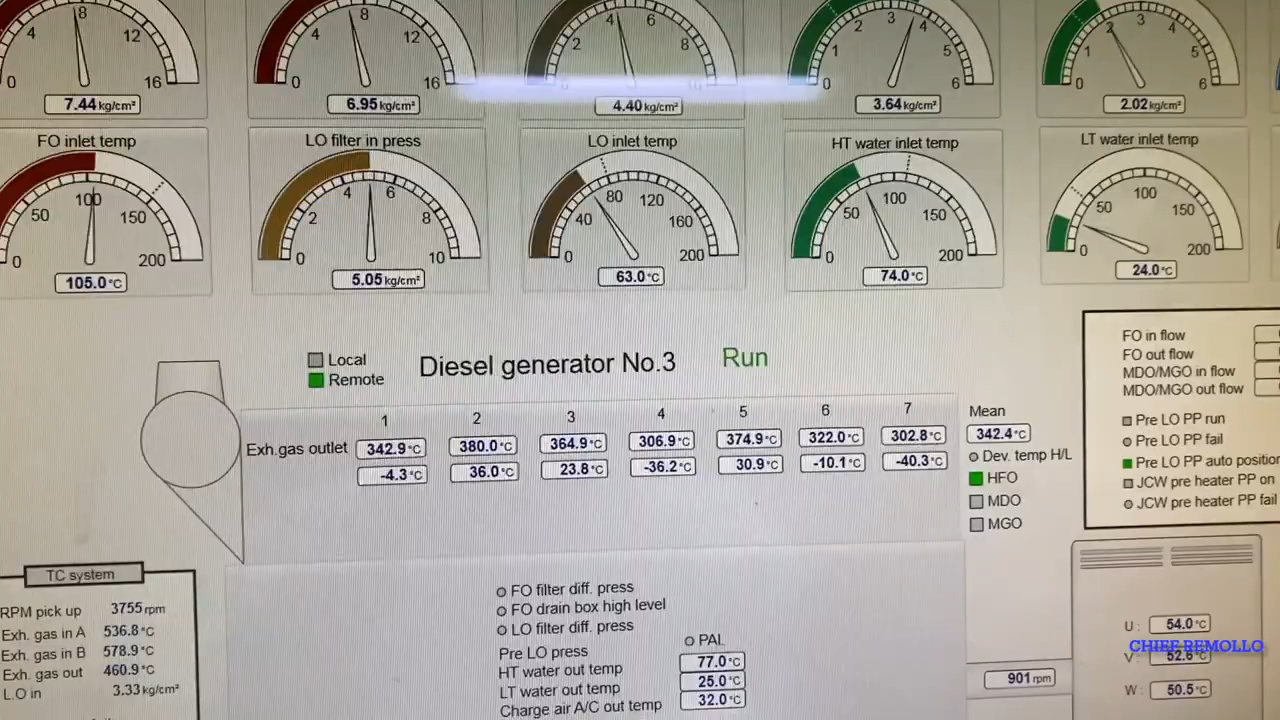 8 8 4 6 3 4
4 12 4 12 2 8 2 5 2 3 4
1 1 5
0 16 0 16 0 6 0 6
7.44 kg/cm² 6.95 kg/cm² 4.40 kg/cm² 3.64 kg/cm² 2.02 kg/cm²
FO inlet temp LO filter in press LO inlet temp HT water inlet temp LT water inlet temp
50 100 150 2 4 6 8 40 80 120 160 50 100 150 50 100 150
0 200 0 10 0 200 0 200 0 200
105.0 °C 5.05 kg/cm² 63.0 °C 74.0 °C 24.0 °C
Local
Remote
Diesel generator No.3 Run
1 2 3 4 5 6 7 Mean
Exh.gas outlet 342.9 °C 380.0 °C 364.9 °C 306.9 °C 374.9 °C 322.0 °C 302.8 °C 342.4 °C
-4.3 °C 36.0 °C 23.8 °C -36.2 °C 30.9 °C -10.1 °C -40.3 °C
Dev. temp H/L
HFO
MDO
MGO
FO in flow
FO out flow
MDO/MGO in flow
MDO/MGO out flow
Pre LO PP run
Pre LO PP fail
Pre LO PP auto position
JCW pre heater PP on
JCW pre heater PP fail
TC system
RPM pick up 3755 rpm
Exh. gas in A 536.8 °C
Exh. gas in B 578.9 °C
Exh. gas out 460.9 °C
L.O in 3.33 kg/cm²
FO filter diff. press
FO drain box high level
LO filter diff. press
Pre LO press PAL
HT water out temp 77.0 °C
LT water out temp 25.0 °C
Charge air A/C out temp 32.0 °C
901 rpm
U : 54.0 °C
CHIEF REMOLLO
V : 52.6 °C
W : 50.5 °C